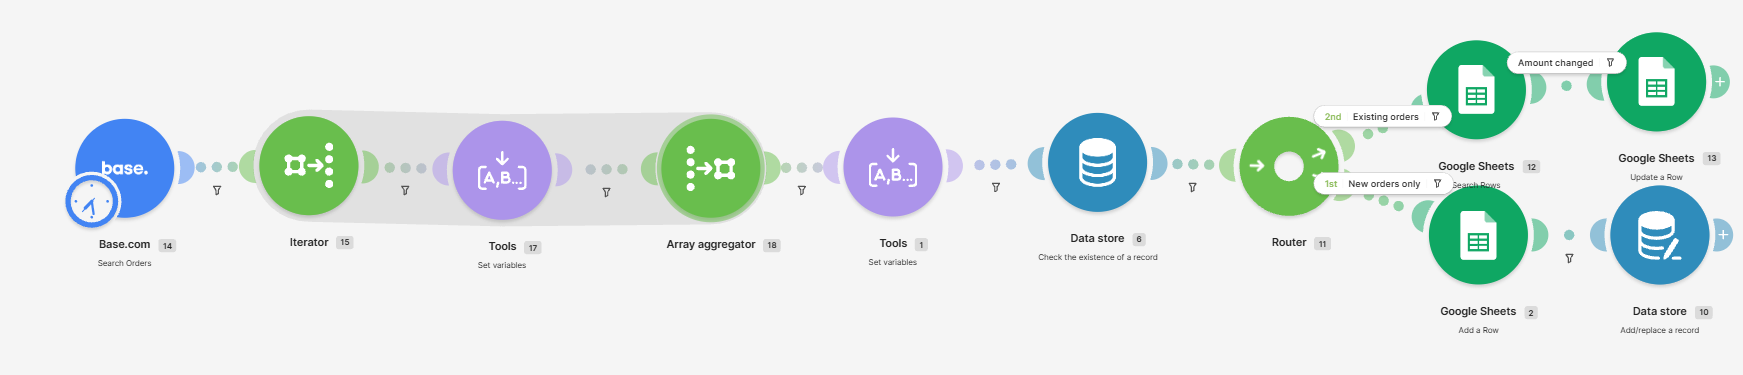 base.
Base.com 14
Search Orders
Iterator 15
[A,B...]
Tools 17
Set variables
Array aggregator 18
[A,B...]
Tools 1
Set variables
Data store 6
Check the existence of a record
Router 11
2nd Existing orders
1st New orders only
Google Sheets 12
Search Rows
Amount changed
Google Sheets 13
Update a Row
Google Sheets 2
Add a Row
Data store 10
Add/replace a record